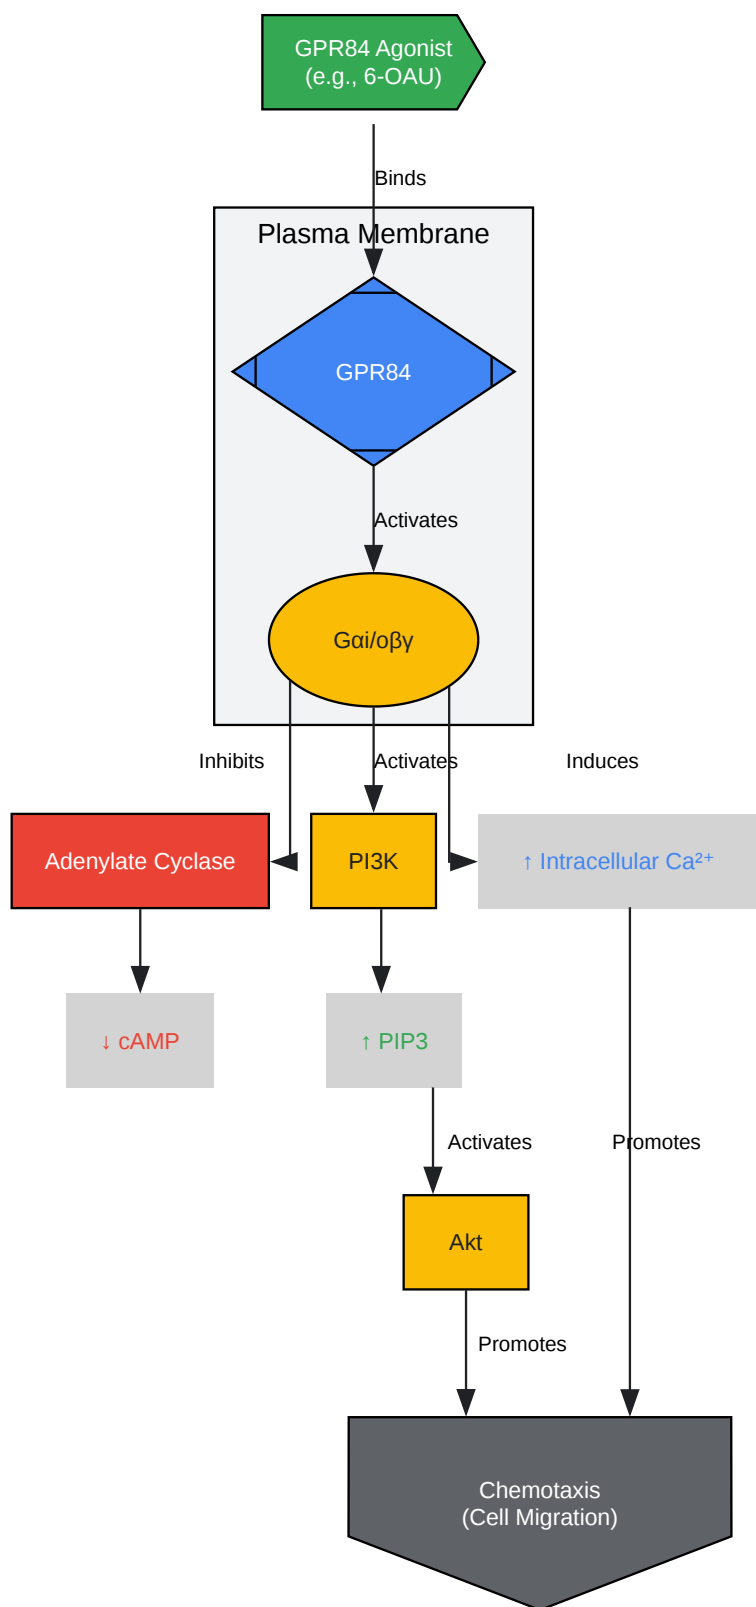 GPR84 Agonist
(e.g., 6-OAU)
Binds
Plasma Membrane
GPR84
Activates
Gαi/oβγ
Inhibits
Activates
Induces
Adenylate Cyclase
PI3K
↑ Intracellular Ca²⁺
↓ cAMP
↑ PIP3
Activates
Promotes
Akt
Promotes
Chemotaxis
(Cell Migration)